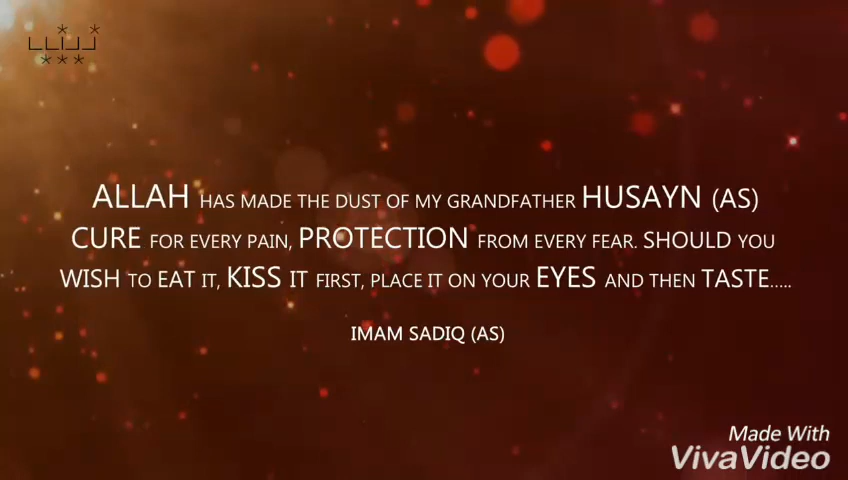 ALLAH HAS MADE THE DUST OF MY GRANDFATHER HUSAYN (AS)
CURE FOR EVERY PAIN, PROTECTION FROM EVERY FEAR. SHOULD YOU
WISH TO EAT IT, KISS IT FIRST, PLACE IT ON YOUR EYES AND THEN TASTE.....
IMAM SADIQ (AS)
Made With
VivaVideo